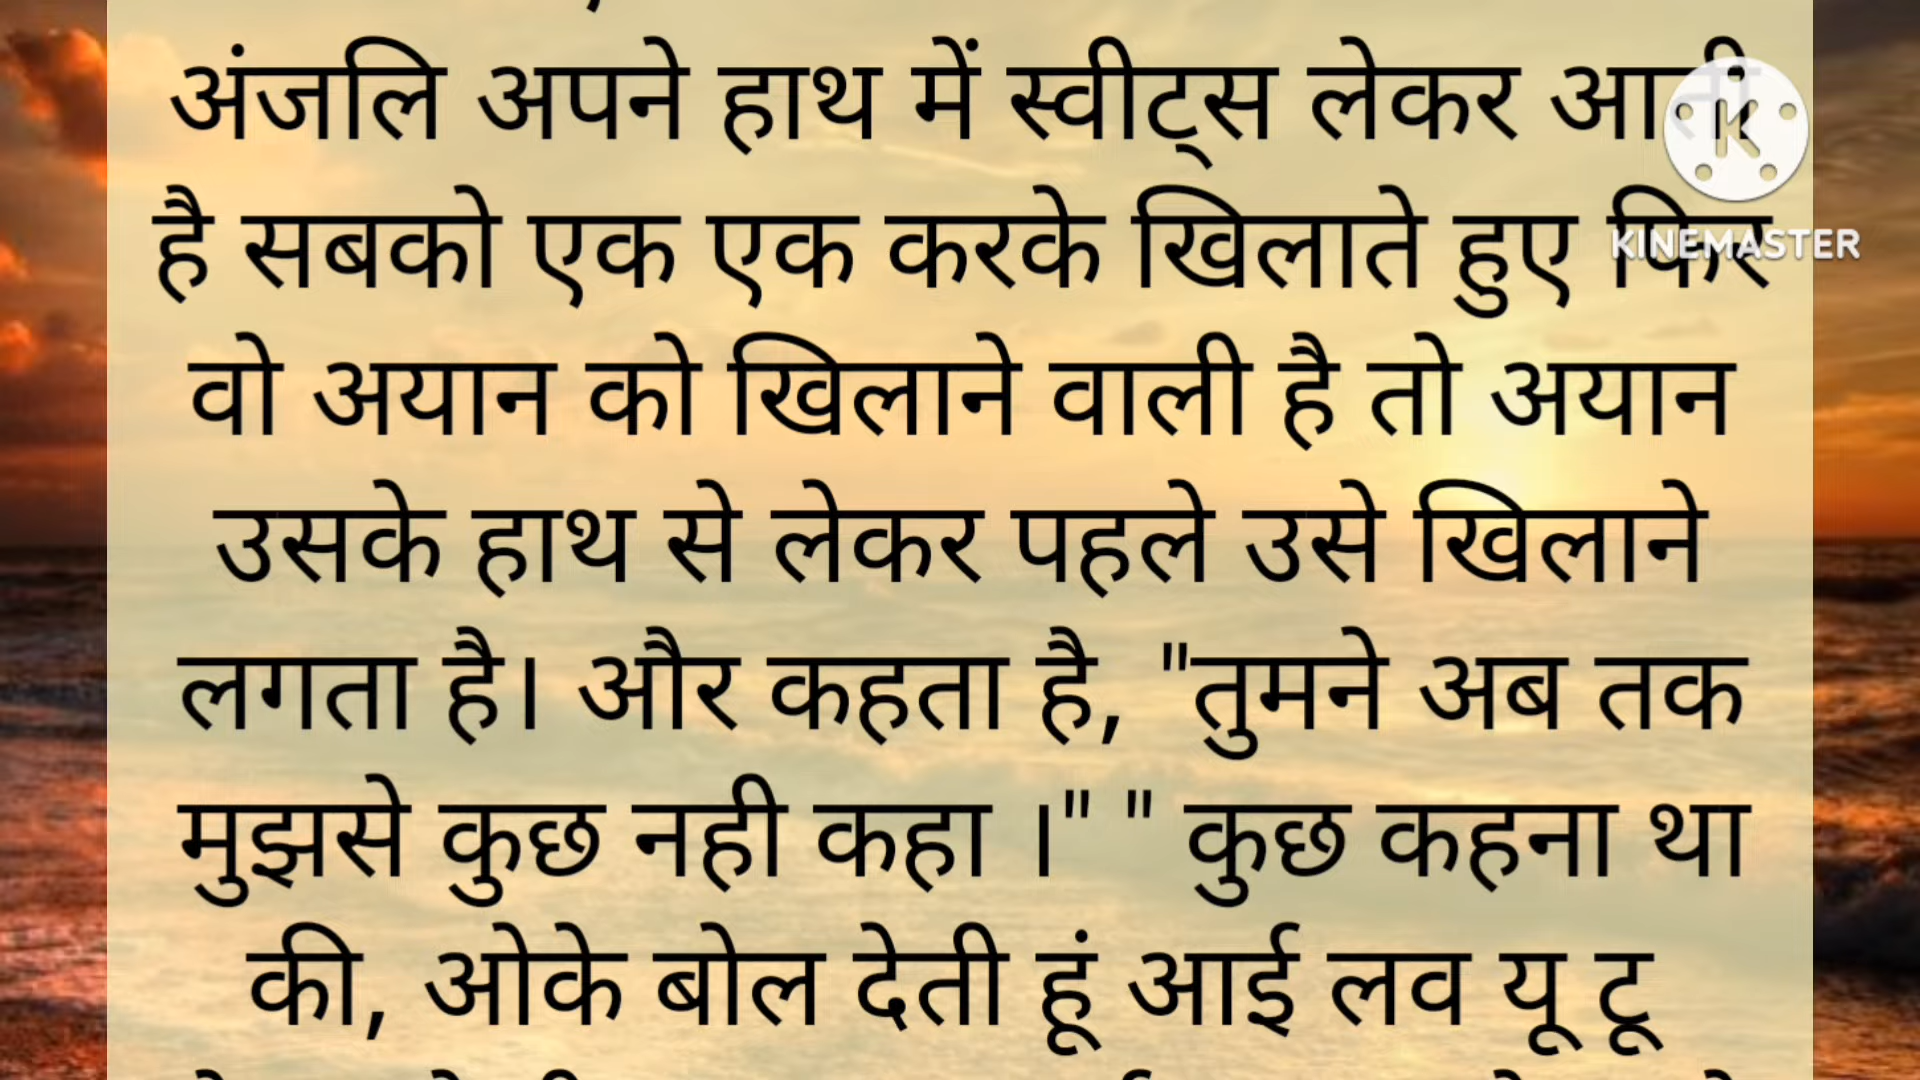 अंजलि अपने हाथ में स्वीट्स लेकर आती
है सबको एक एक करके खिलाते हुए फिर
वो अयान को खिलाने वाली है तो अयान
उसके हाथ से लेकर पहले उसे खिलाने
लगता है। और कहता है, "तुमने अब तक
मुझसे कुछ नही कहा ।" " कुछ कहना था
की, ओके बोल देती हूं आई लव यू टू
K
KINEMASTER